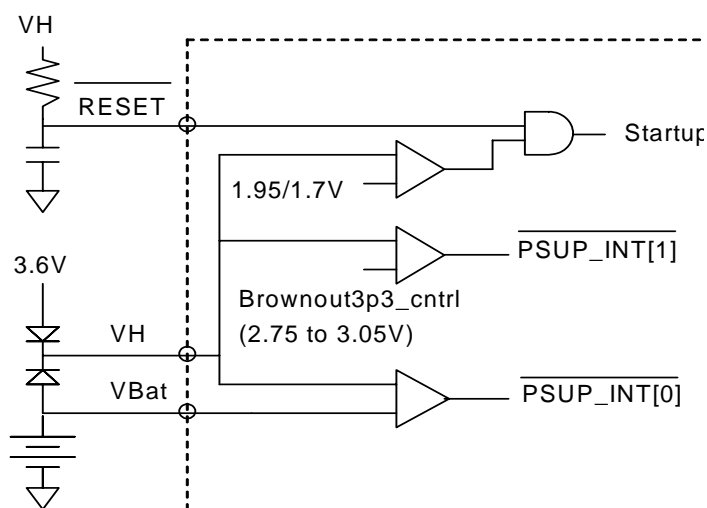 VH
RESET
Startup
1.95/1.7V
PSUP_INT[1]
3.6V
Brownout3p3_cntrl
(2.75 to 3.05V)
VH
VBat
PSUP_INT[0]